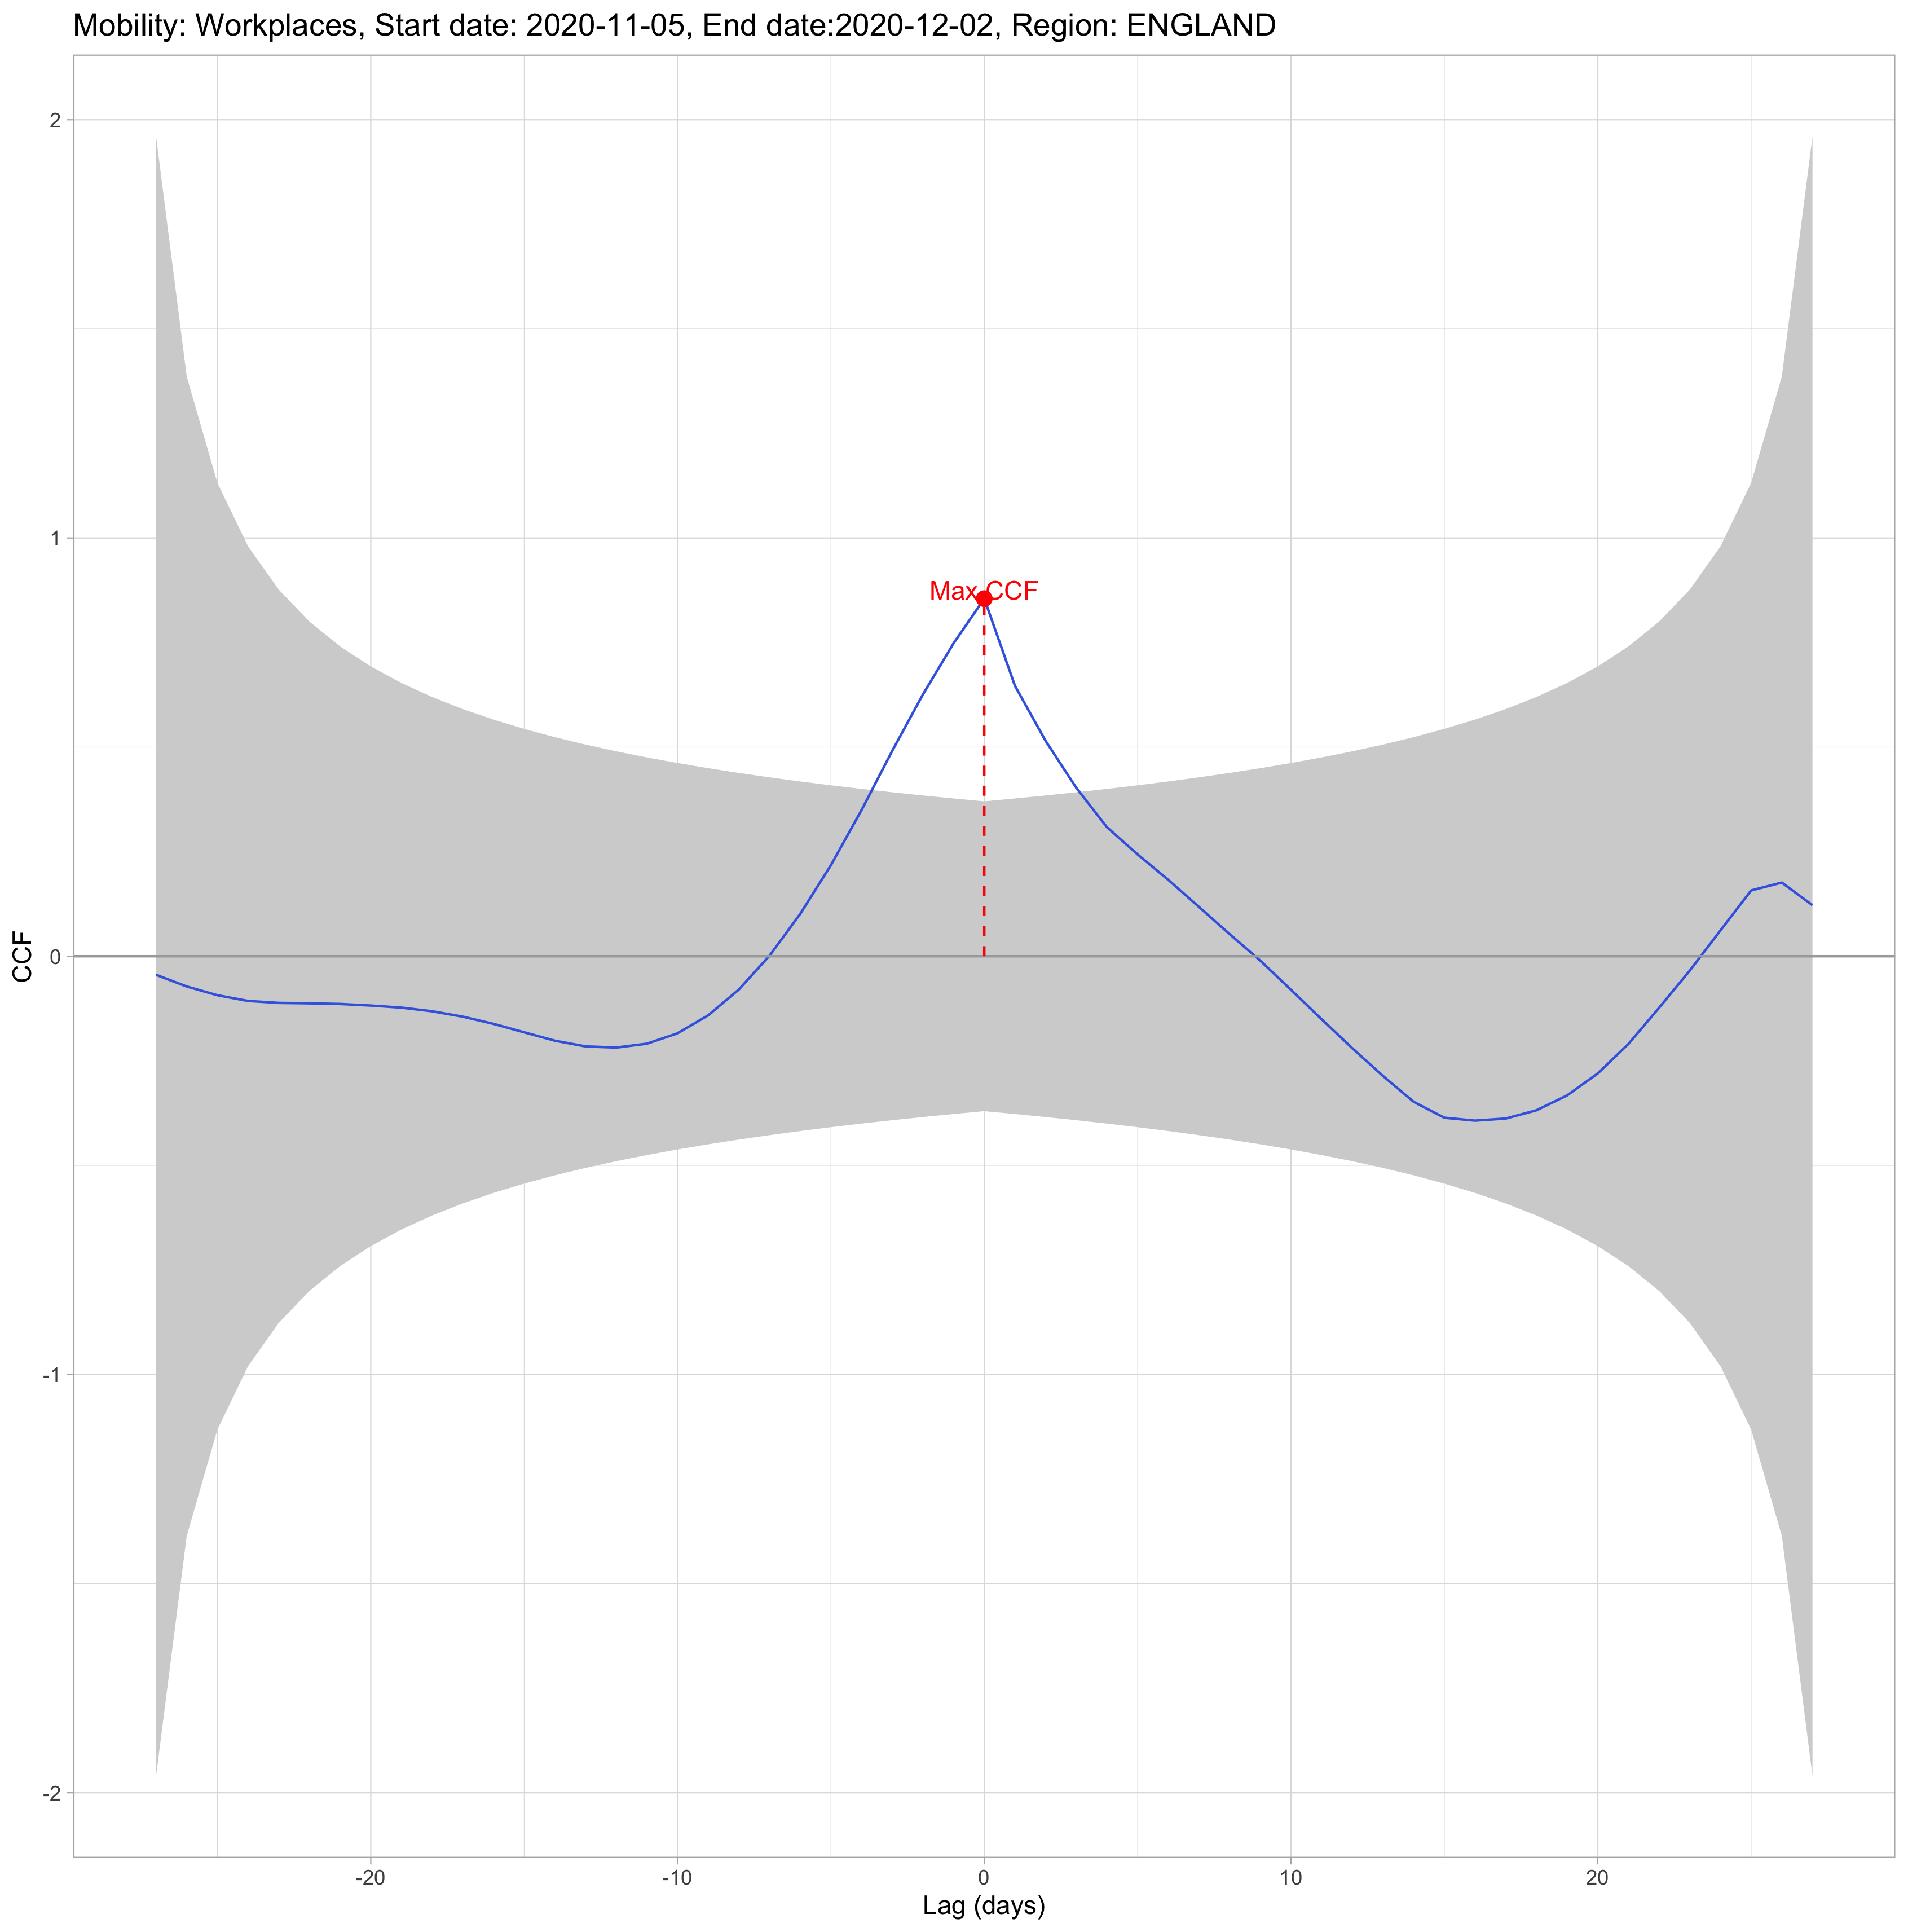 Mobility: Workplaces, Start date: 2020-11-05, End date:2020-12-02, Region: ENGLAND
2
1
Max CCF
0
CCF
-1
-2
-20 -10 0 10 20
Lag (days)